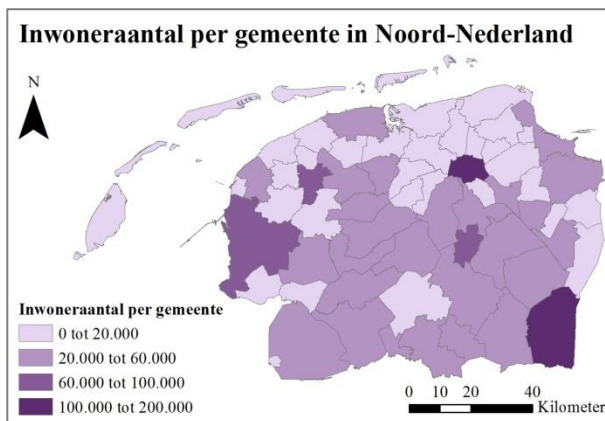 Inwoneraantal per gemeente in Noord-Nederland
N
Inwoneraantal per gemeente
0 tot 20.000
20.000 tot 60.000
60.000 tot 100.000
100.000 tot 200.000
0 10 20 40
Kilometer